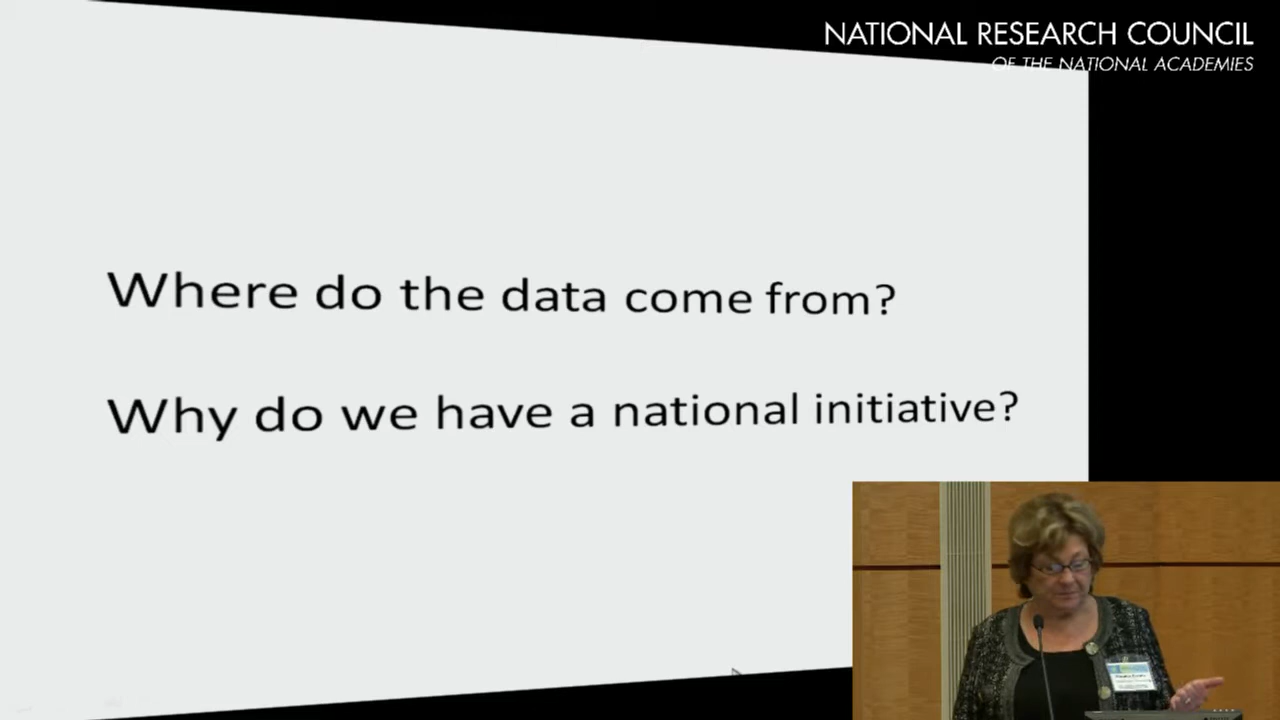 NATIONAL RESEARCH COUNCIL
OF THE NATIONAL ACADEMIES
Where do the data come from?
Why do we have a national initiative?